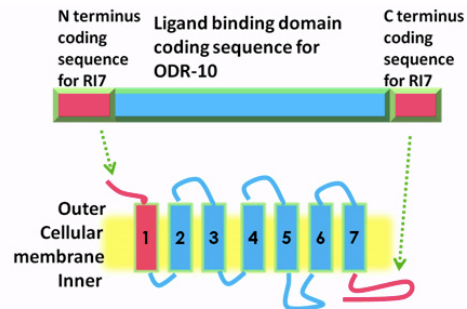 N terminus
coding
sequence
for RI7
Ligand binding domain
coding sequence for
ODR-10
C terminus
coding
sequence
for RI7
Outer
Cellular
membrane
Inner
1 2 3 4 5 6 7